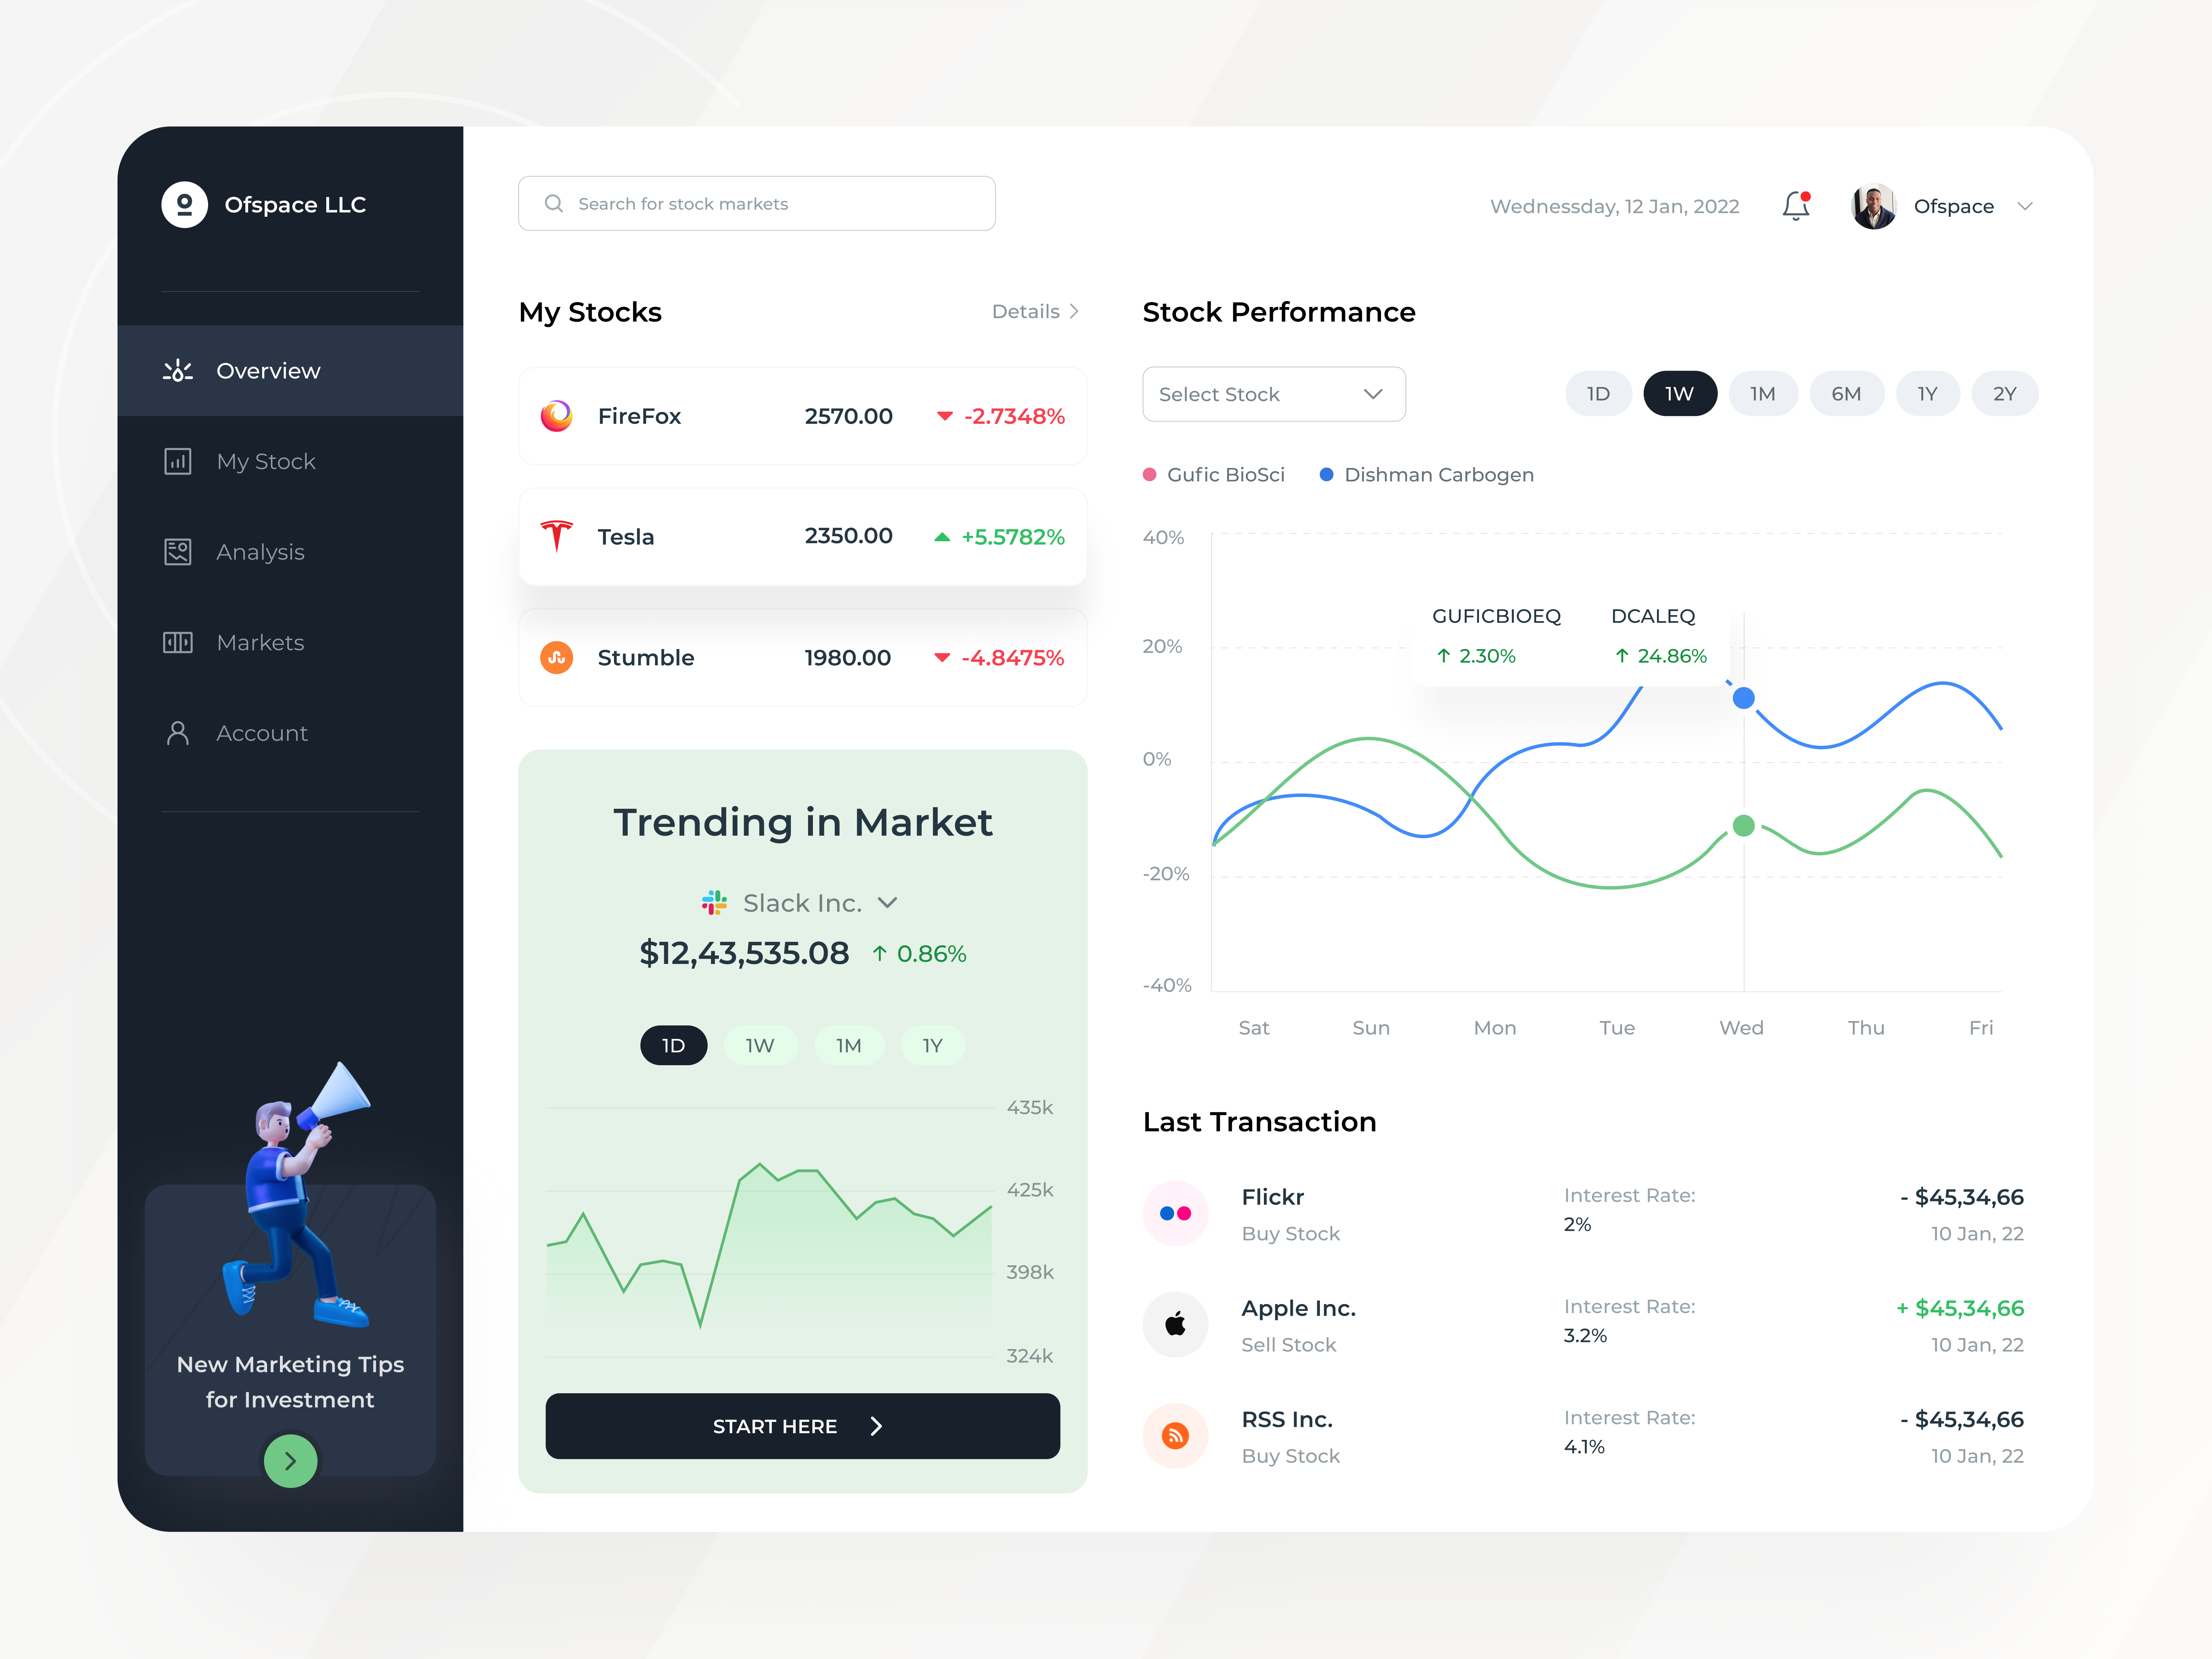 Ofspace LLC
Overview
My Stock
Analysis
Markets
Account
New Marketing Tips
for Investment
Search for stock markets
Wednessday, 12 Jan, 2022
Ofspace
My Stocks
Details
FireFox 2570.00 -2.7348%
Tesla 2350.00 +5.5782%
Stumble 1980.00 -4.8475%
Trending in Market
Slack Inc.
$12,43,535.08 ↑ 0.86%
1D 1W 1M 1Y
435k
425k
398k
324k
START HERE
Stock Performance
Select Stock
1D 1W 1M 6M 1Y 2Y
Gufic BioSci Dishman Carbogen
40%
20%
0%
-20%
-40%
GUFICBIOEQ DCALEQ
↑ 2.30% ↑ 24.86%
Sat Sun Mon Tue Wed Thu Fri
Last Transaction
Flickr
Buy Stock
Interest Rate:
2%
- $45,34,66
10 Jan, 22
Apple Inc.
Sell Stock
Interest Rate:
3.2%
+ $45,34,66
10 Jan, 22
RSS Inc.
Buy Stock
Interest Rate:
4.1%
- $45,34,66
10 Jan, 22